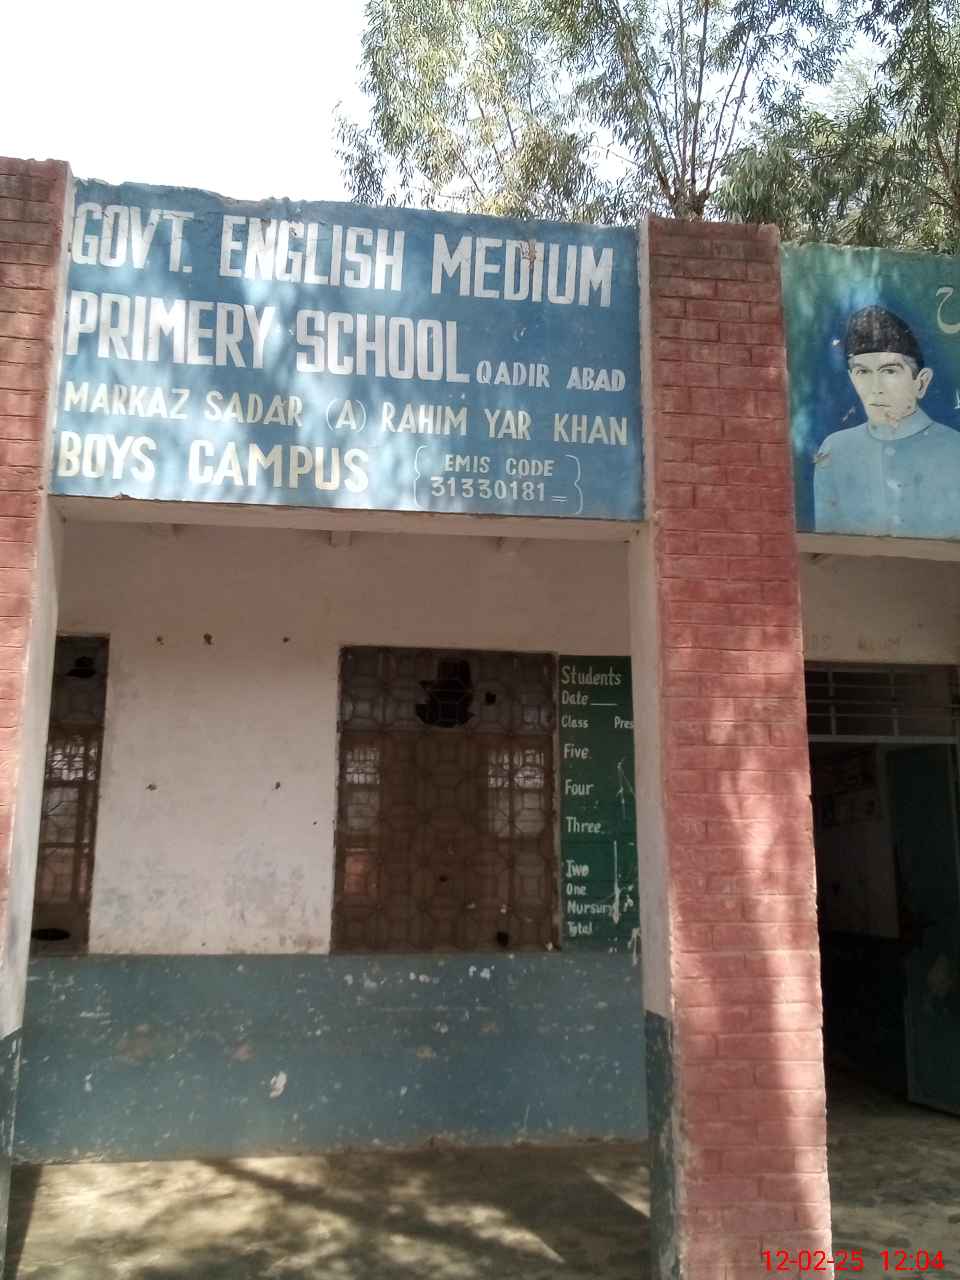 GOVT. ENGLISH MEDIUM
PRIMERY SCHOOL QADIR ABAD
MARKAZ SADAR (A) RAHIM YAR KHAN
BOYS CAMPUS
EMIS CODE
31330181=
ح
Students
Date
Class Pres
Five
Four
Three
Two
One
Nursury
Total
12-02-25 12:04